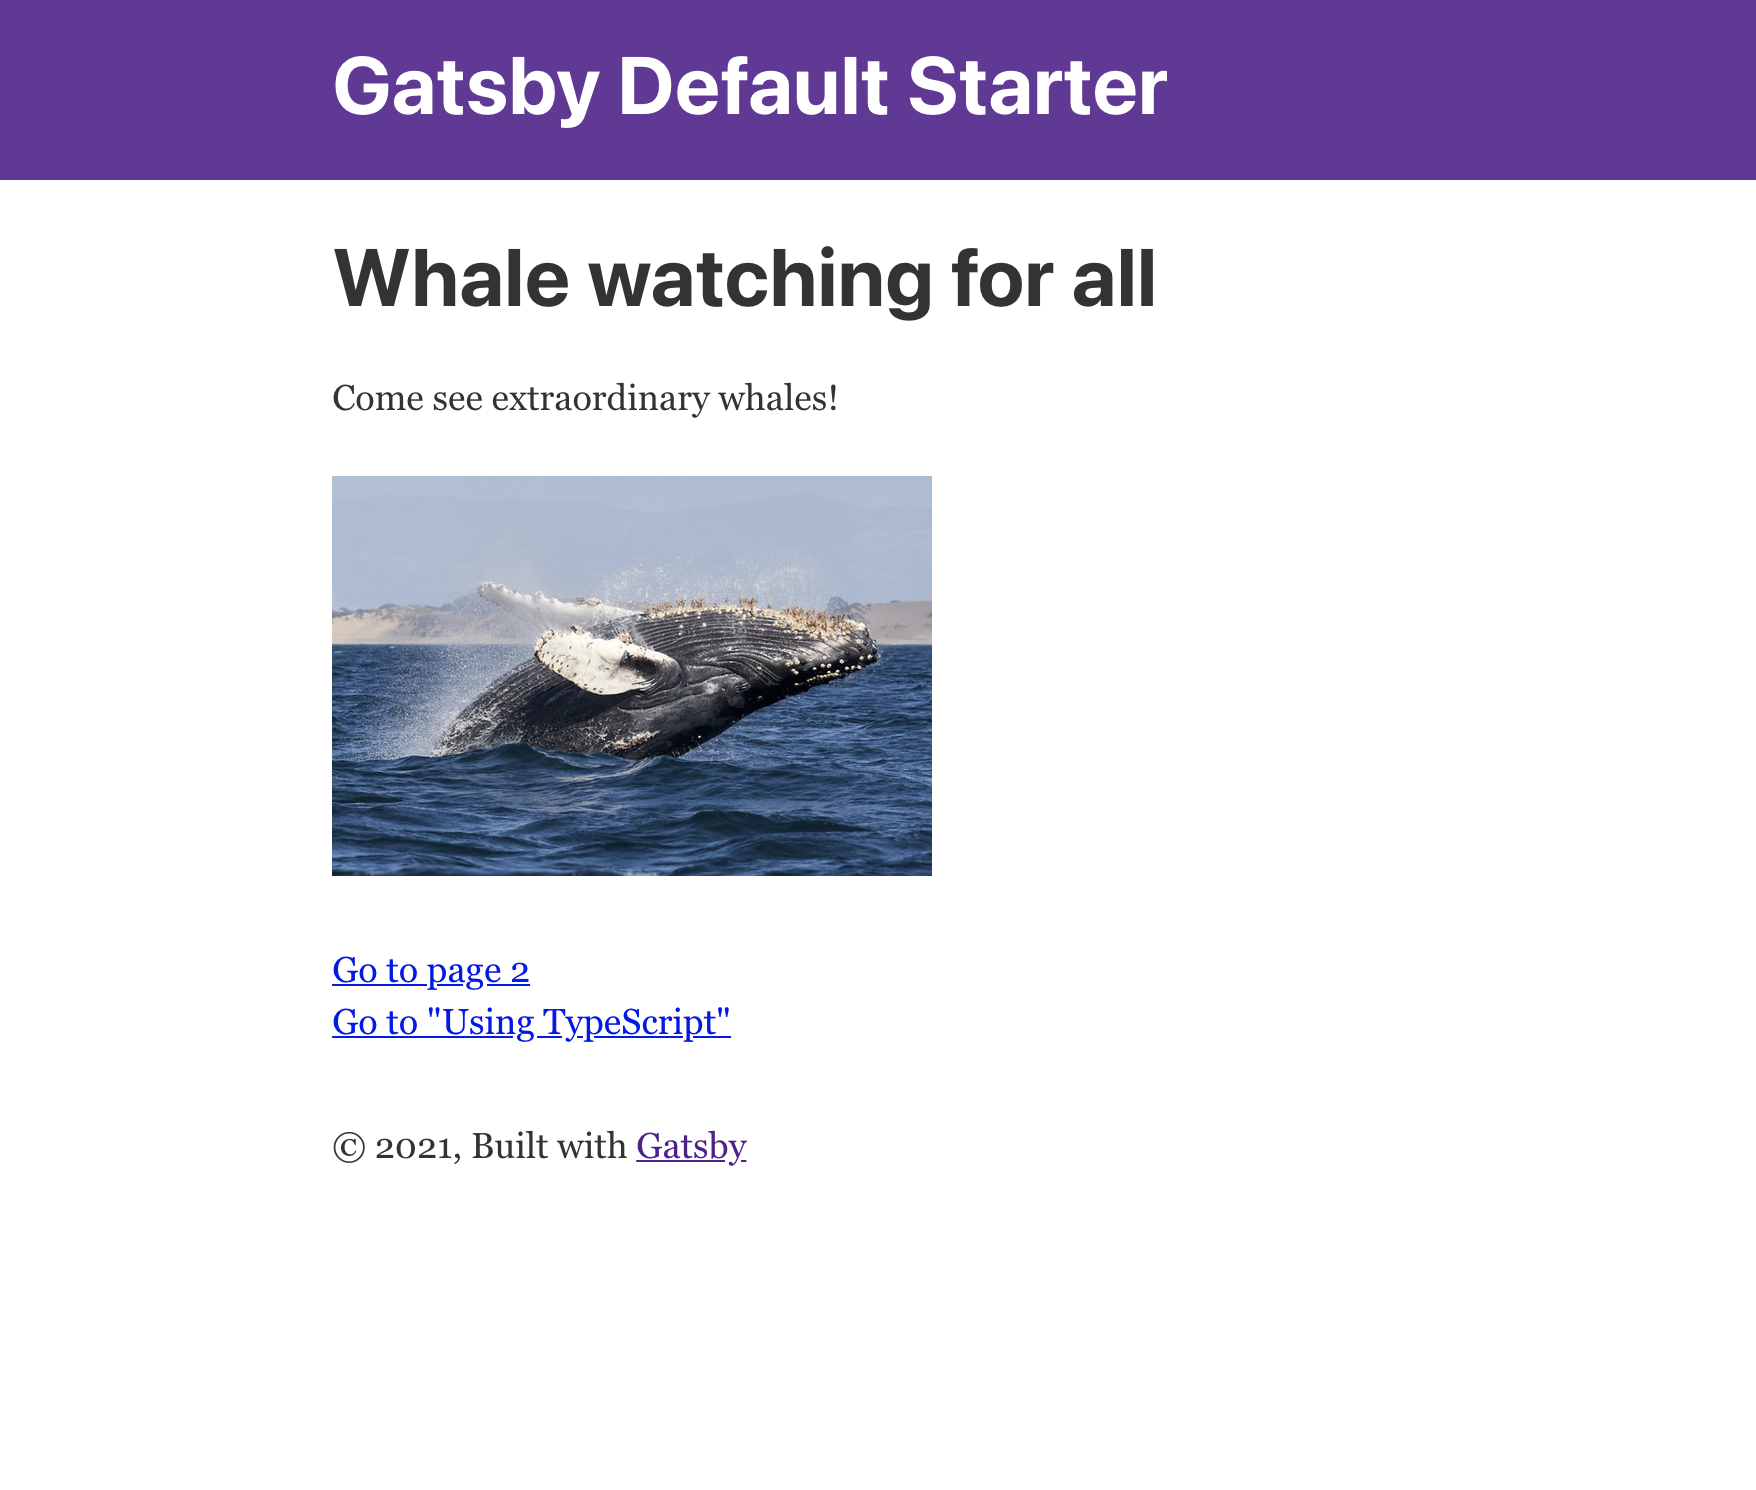 Gatsby Default Starter
Whale watching for all
Come see extraordinary whales!
Go to page 2
Go to "Using TypeScript"
© 2021, Built with Gatsby